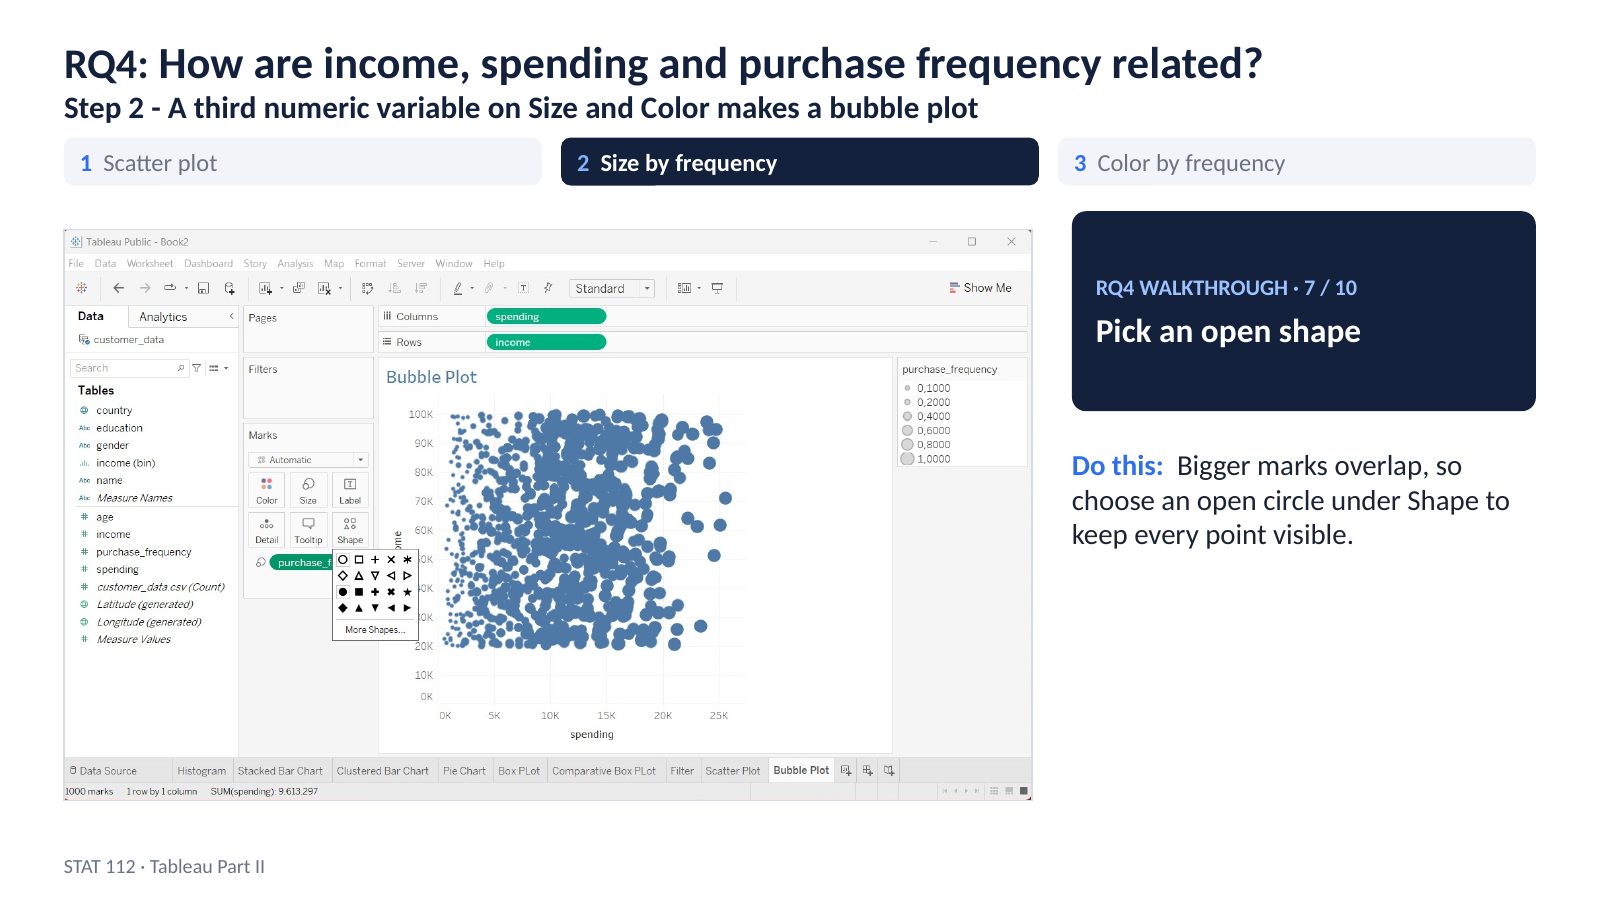 RQ4: How are income, spending and purchase frequency related?
Step 2 - A third numeric variable on Size and Color makes a bubble plot
1 Scatter plot
2 Size by frequency
3 Color by frequency
Tableau Public - Book2
File Data Worksheet Dashboard Story Analysis Map Format Server Window Help
Standard
Show Me
Data Analytics
customer_data
Search
Tables
country
Abc education
Abc gender
income (bin)
Abc name
Abc Measure Names
# age
# income
# purchase_frequency
# spending
# customer_data.csv (Count)
Latitude (generated)
Longitude (generated)
# Measure Values
Pages
Filters
Marks
Automatic
Color Size Label
Detail Tooltip Shape
purchase_f
More Shapes...
Columns spending
Rows income
Bubble Plot
100K
90K
80K
70K
60K
50K
40K
30K
20K
10K
0K
ome
0K 5K 10K 15K 20K 25K
spending
purchase_frequency
0,1000
0,2000
0,4000
0,6000
0,8000
1,0000
Data Source Histogram Stacked Bar Chart Clustered Bar Chart Pie Chart Box PLot Comparative Box PLot Filter Scatter Plot Bubble Plot
1000 marks 1 row by 1 column SUM(spending): 9.613.297
RQ4 WALKTHROUGH · 7 / 10
Pick an open shape
Do this: Bigger marks overlap, so
choose an open circle under Shape to
keep every point visible.
STAT 112 · Tableau Part II